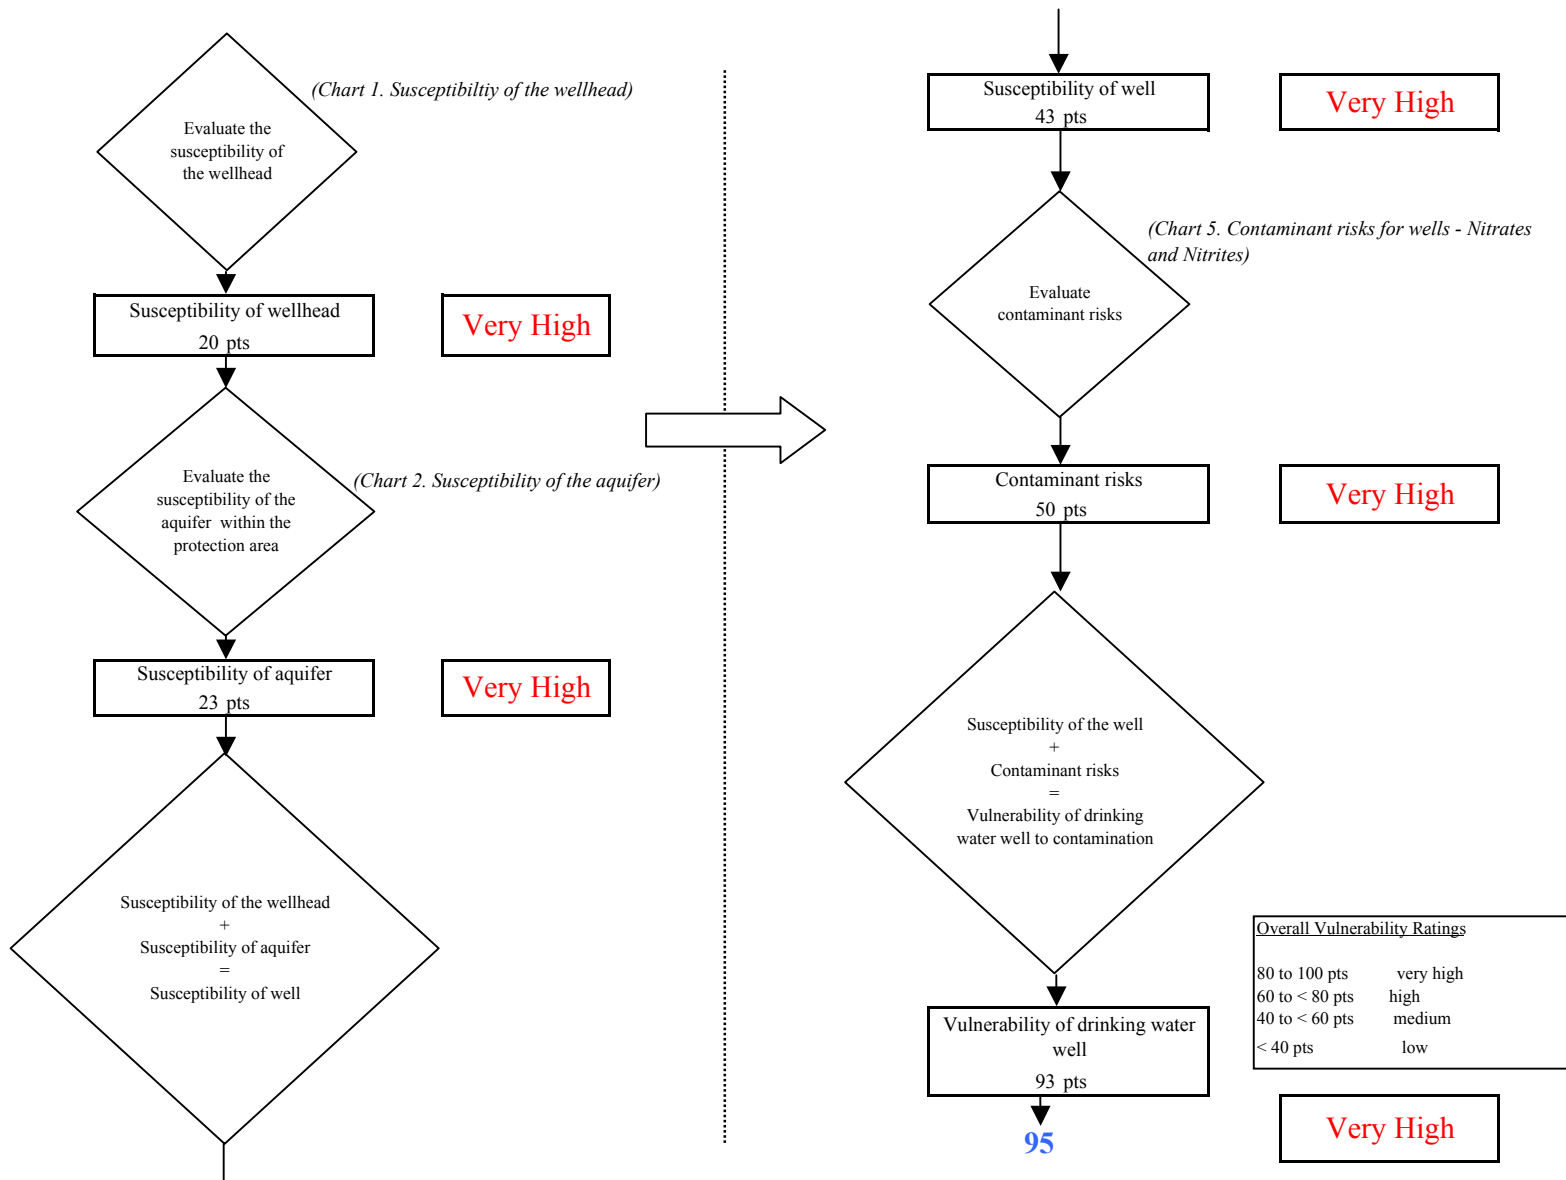 (Chart 1. Susceptibiltiy of the wellhead)
Evaluate the
susceptibility of
the wellhead
Susceptibility of wellhead
20 pts
Very High
(Chart 2. Susceptibility of the aquifer)
Evaluate the
susceptibility of the
aquifer within the
protection area
Susceptibility of aquifer
23 pts
Very High
Susceptibility of the wellhead
+
Susceptibility of aquifer
=
Susceptibility of well
Susceptibility of well
43 pts
Very High
(Chart 5. Contaminant risks for wells - Nitrates
and Nitrites)
Evaluate
contaminant risks
Contaminant risks
50 pts
Very High
Susceptibility of the well
+
Contaminant risks
=
Vulnerability of drinking
water well to contamination
Overall Vulnerability Ratings
80 to 100 pts very high
60 to < 80 pts high
40 to < 60 pts medium
< 40 pts low
Vulnerability of drinking water
well
93 pts
Very High
95